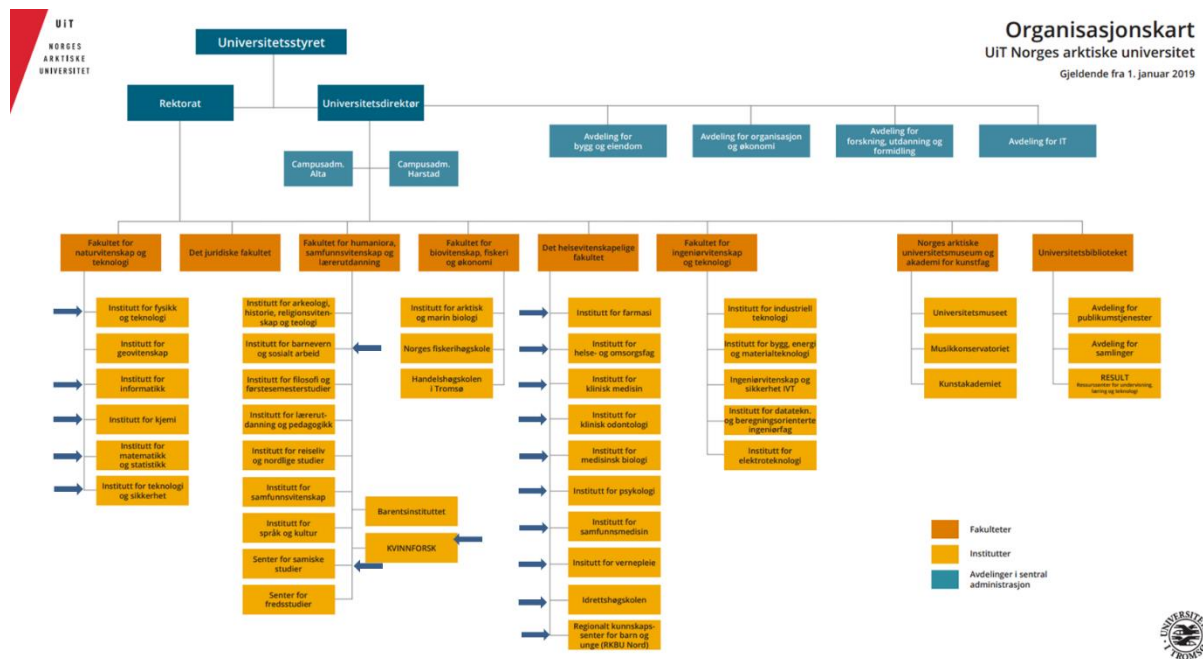 UiT
NORGES
ARKTISKE
UNIVERSITET
Organisasjonskart
UiT Norges arktiske universitet
Gjeldende fra 1. januar 2019
Universitetsstyret
Rektorat
Universitetsdirektør
Avdeling for
bygg og eiendom
Avdeling for organisasjon
og økonomi
Avdeling for
forskning, utdanning og
formidling
Avdeling for IT
Campusadm.
Alta
Campusadm.
Harstad
Fakultet for
naturvitenskap og
teknologi
Det juridiske fakultet
Fakultet for humaniora,
samfunnsvitenskap og
lærerutdanning
Fakultet for
biovitenskap, fiskeri
og økonomi
Det helsevitenskapelige
fakultet
Fakultet for
ingeniørvitenskap
og teknologi
Norges arktiske
universitetsmuseum og
akademi for kunstfag
Universitetsbiblioteket
Institutt for fysikk
og teknologi
Institutt for
geovitenskap
Institutt for
informatikk
Institutt for kjemi
Institutt for
matematikk
og statistikk
Institutt for teknologi
og sikkerhet
Institutt for arkeologi,
historie, religionsviten-
skap og teologi
Institutt for barnevern
og sosialt arbeid
Institutt for filosofi og
førstesemesterstudier
Institutt for lærerut-
danning og pedagogikk
Institutt for reiseliv
og nordlige studier
Institutt for
samfunnsvitenskap
Institutt for
språk og kultur
Senter for samiske
studier
Senter for
fredsstudier
Barentsinstituttet
KVINNFORSK
Institutt for arktisk
og marin biologi
Norges fiskerihøgskole
Handelshøgskolen
i Tromsø
Institutt for farmasi
Institutt for
helse- og omsorgsfag
Institutt for
klinisk medisin
Institutt for
klinisk odontologi
Institutt for
medisinsk biologi
Institutt for psykologi
Institutt for
samfunnsmedisin
Insitutt for vernepleie
Idrettshøgskolen
Regionalt kunnskaps-
senter for barn og
unge (RKBU Nord)
Institutt for industriell
teknologi
Institutt for bygg, energi
og materialteknologi
Ingeniørvitenskap og
sikkerhet IVT
Institutt for datatekn.
og beregningsorienterte
ingeniørfag
Institutt for
elektroteknologi
Universitetsmuseet
Musikkonservatoriet
Kunstakademiet
Avdeling for
publikumstjenester
Avdeling for
samlinger
RESULT
Ressurssenter for undervisning,
læring og teknologi
Fakulteter
Institutter
Avdelinger i sentral
administrasjon
UNIVERSITETET
I TROMSØ